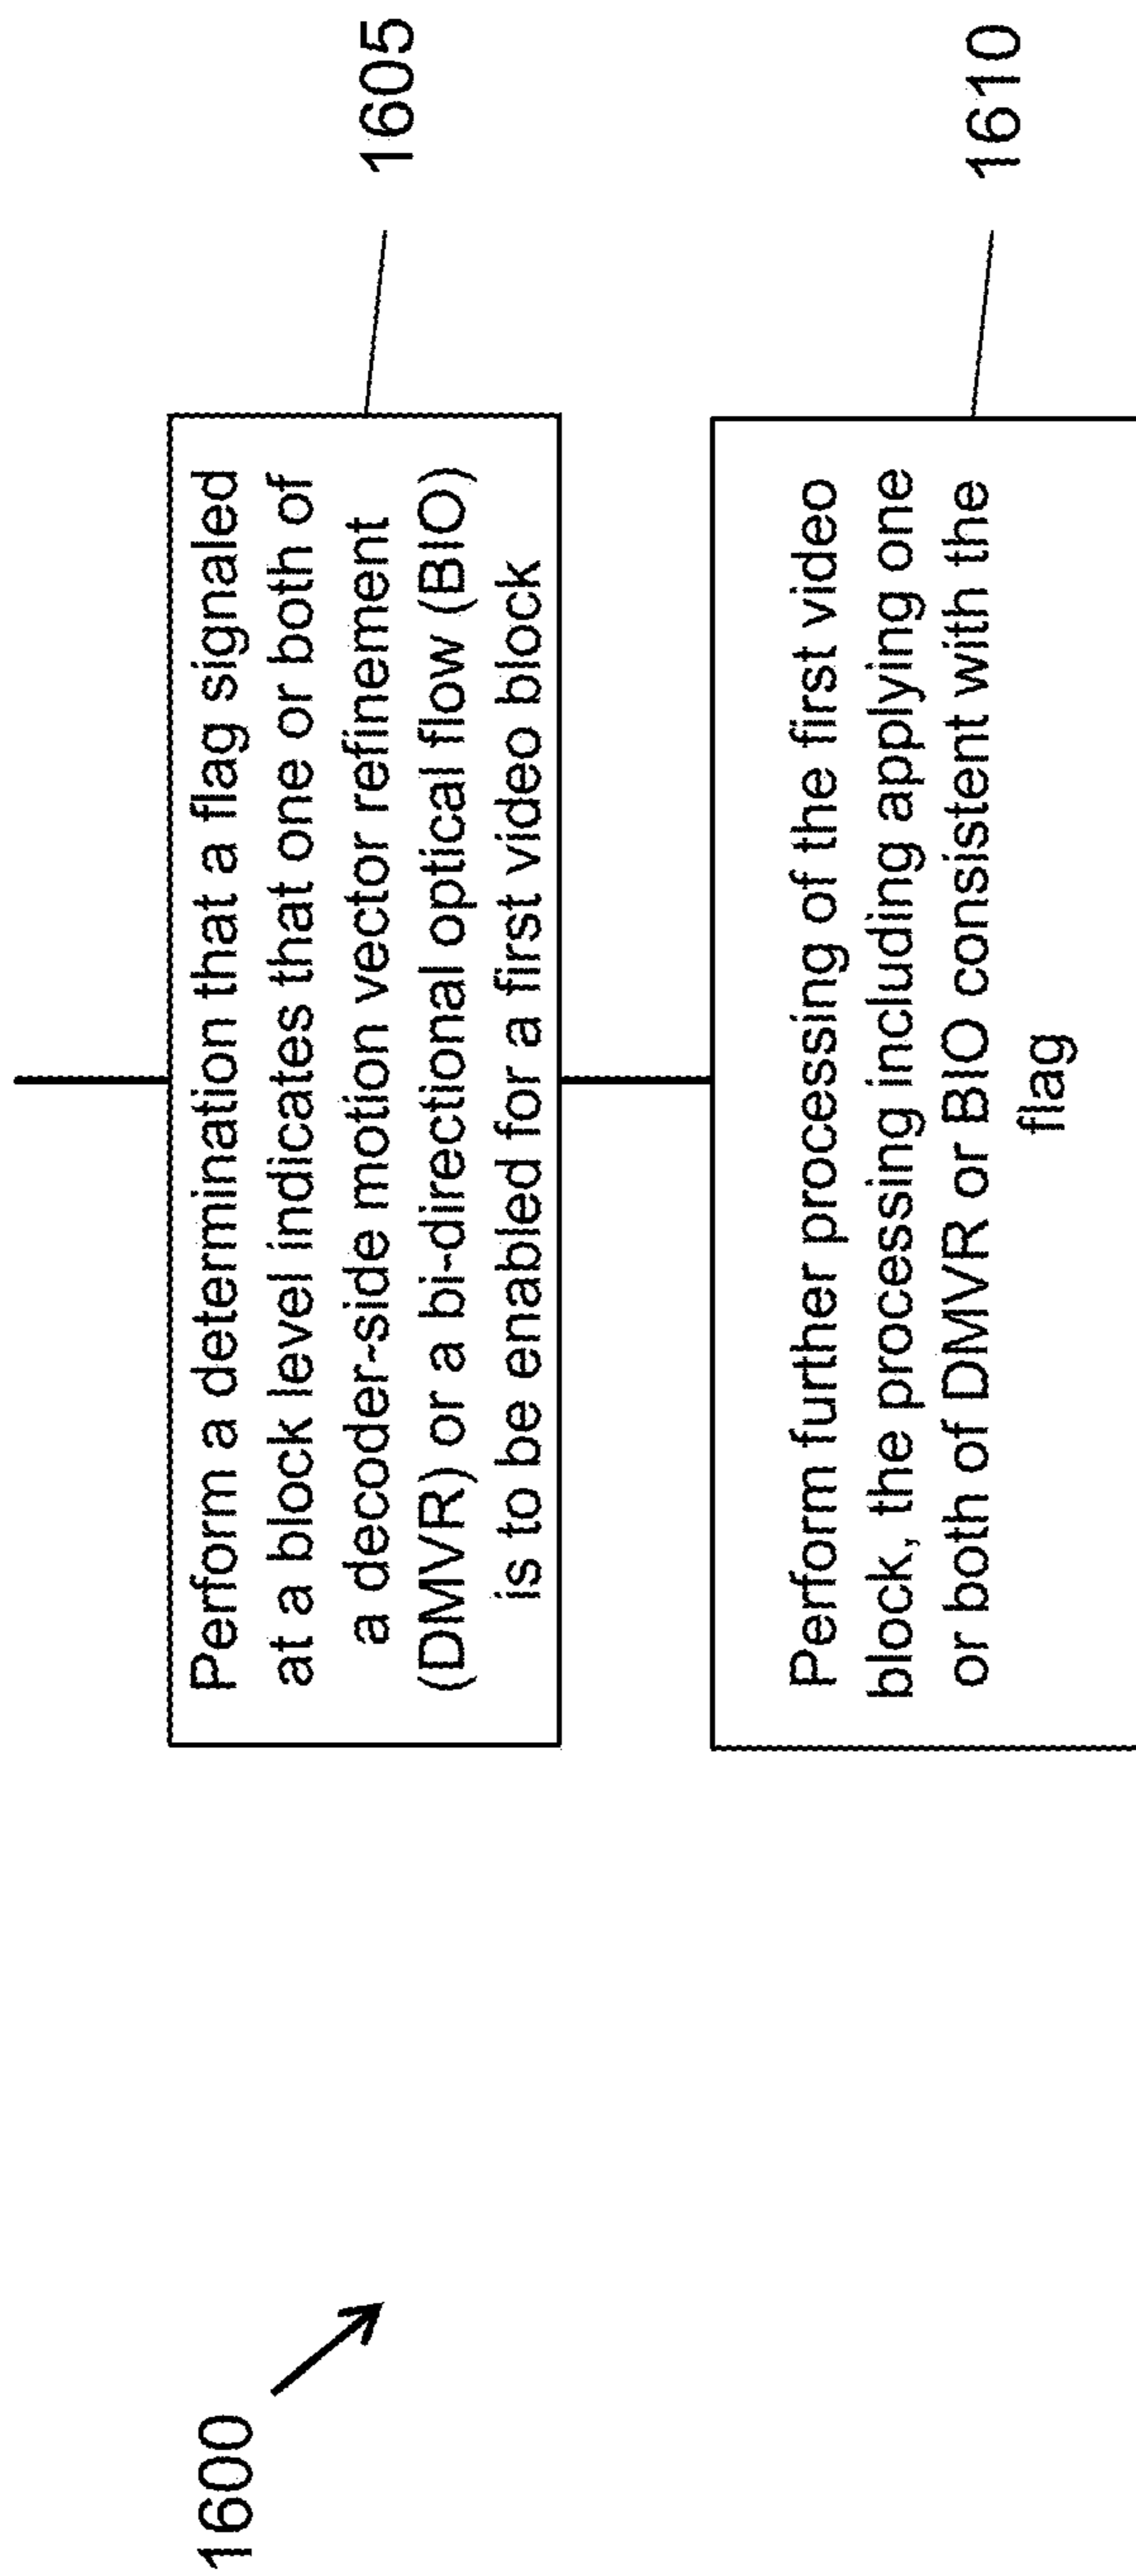 1600
Perform a determination that a flag signaled
at a block level indicates that one or both of
a decoder-side motion vector refinement
(DMVR) or a bi-directional optical flow (BIO)
is to be enabled for a first video block
1605
Perform further processing of the first video
block, the processing including applying one
or both of DMVR or BIO consistent with the
flag
1610